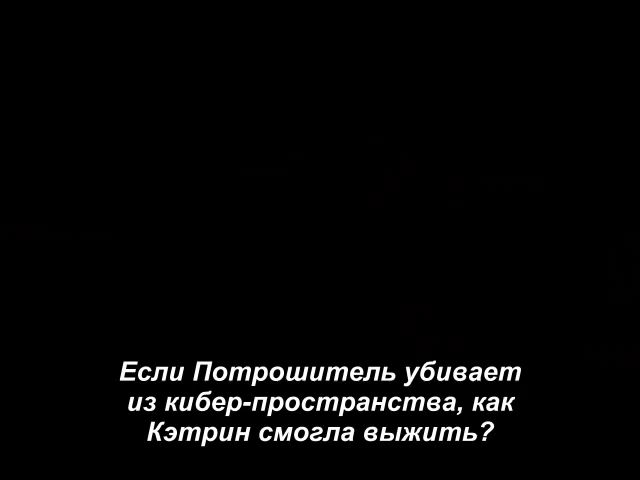 Если Потрошитель убивает
из кибер-пространства, как
Кэтрин смогла выжить?